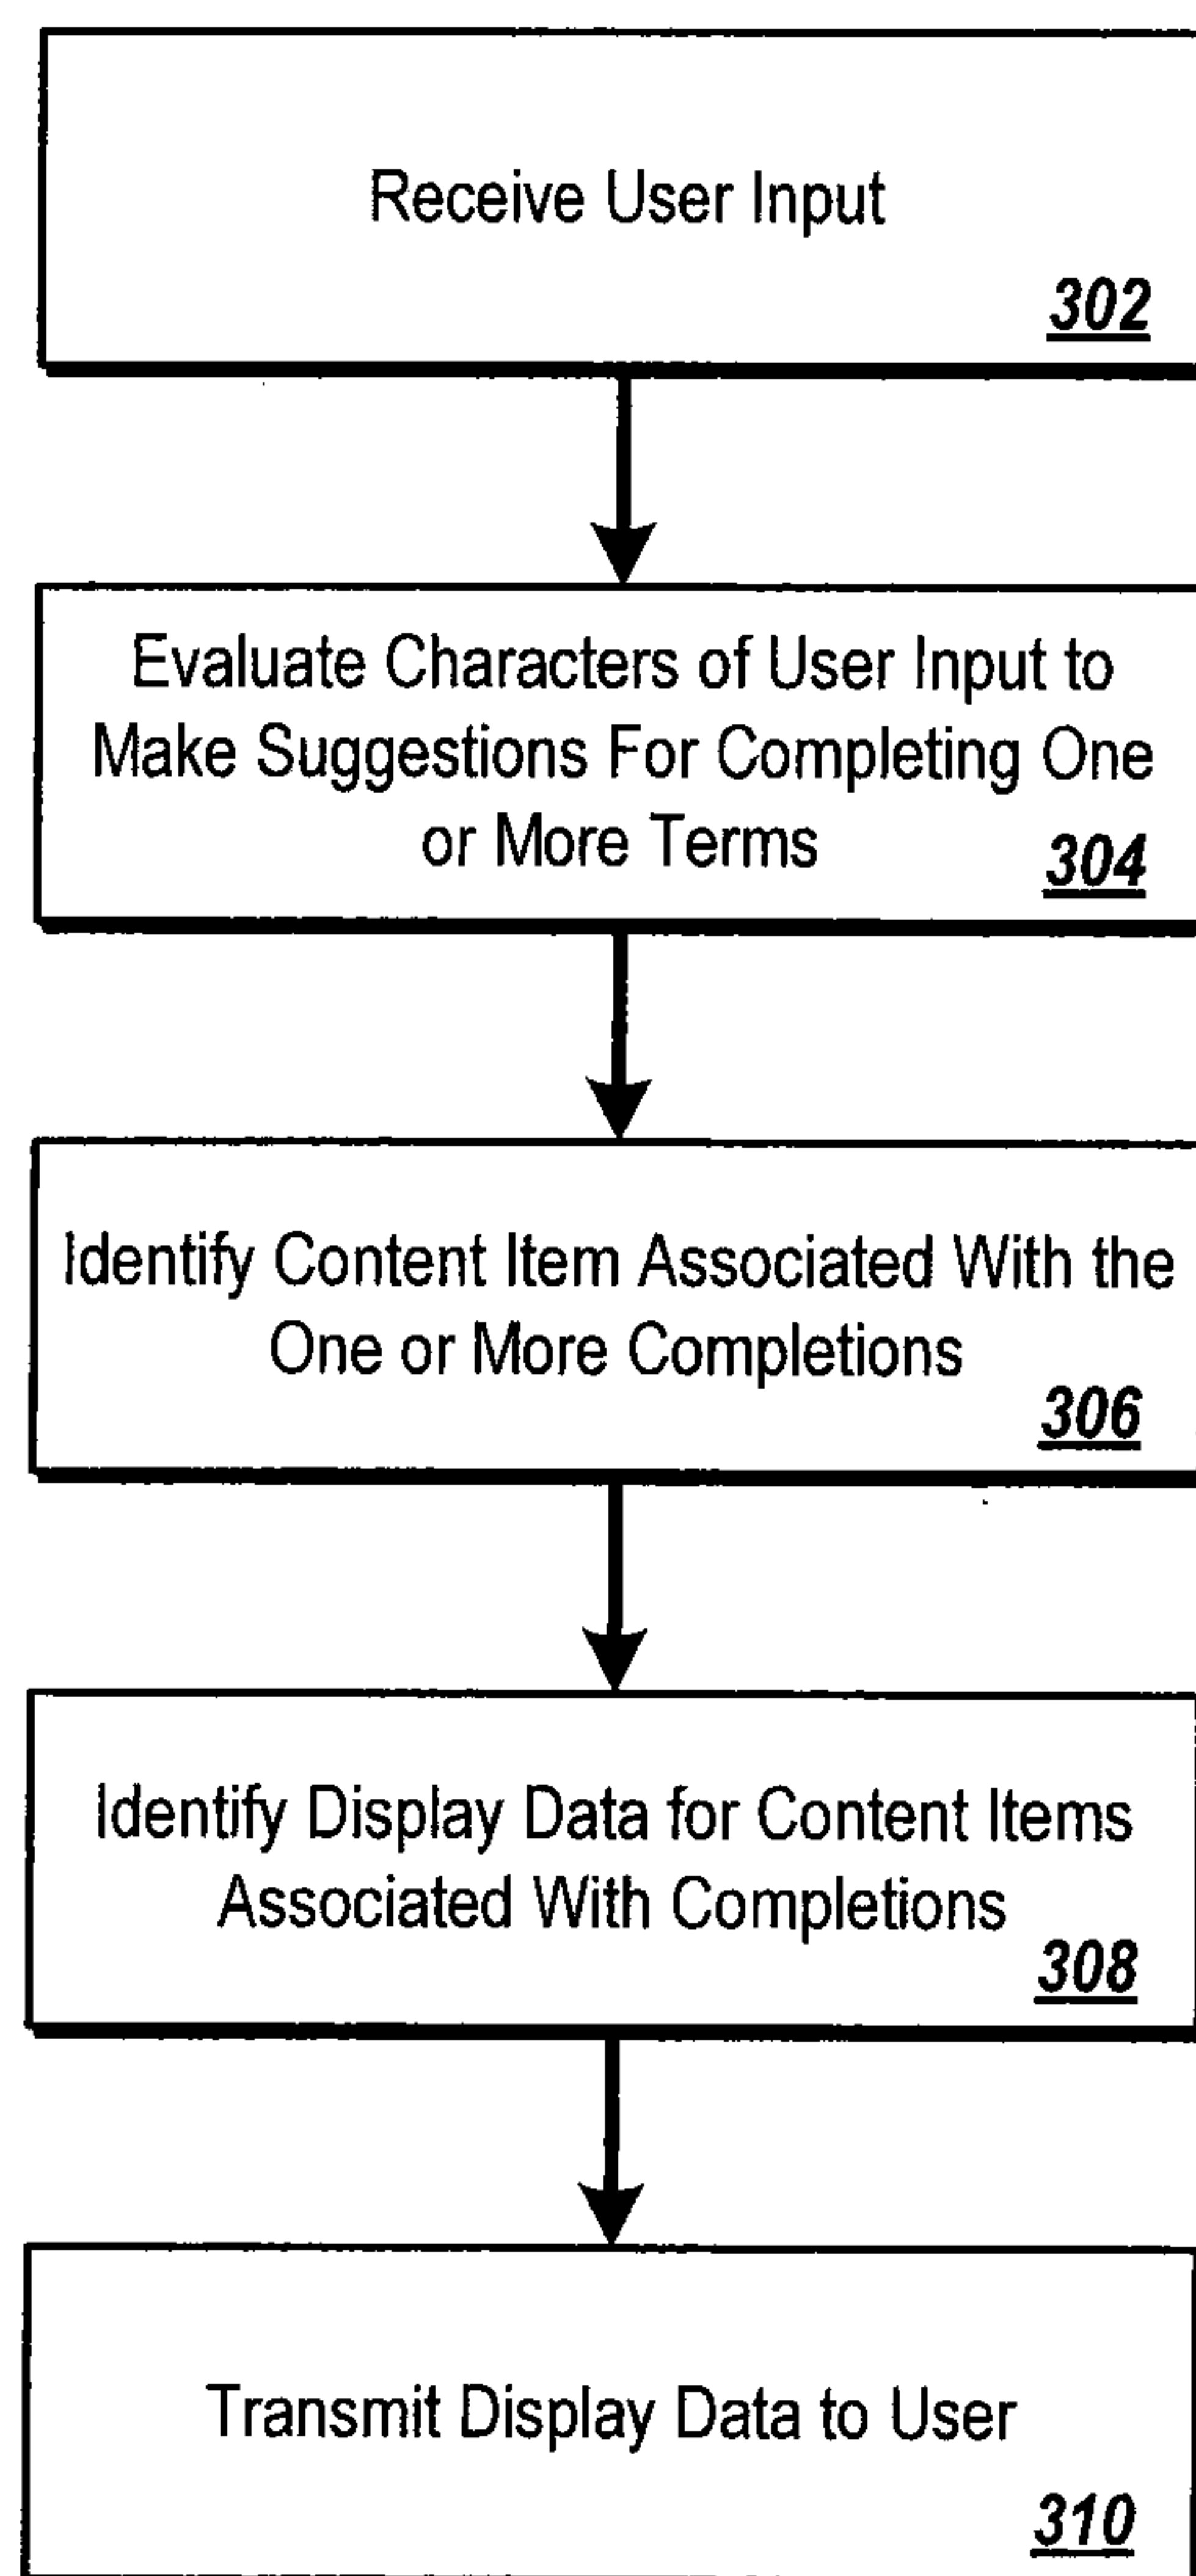 Receive User Input
302
Evaluate Characters of User Input to
Make Suggestions For Completing One
or More Terms
304
Identify Content Item Associated With the
One or More Completions
306
Identify Display Data for Content Items
Associated With Completions
308
Transmit Display Data to User
310